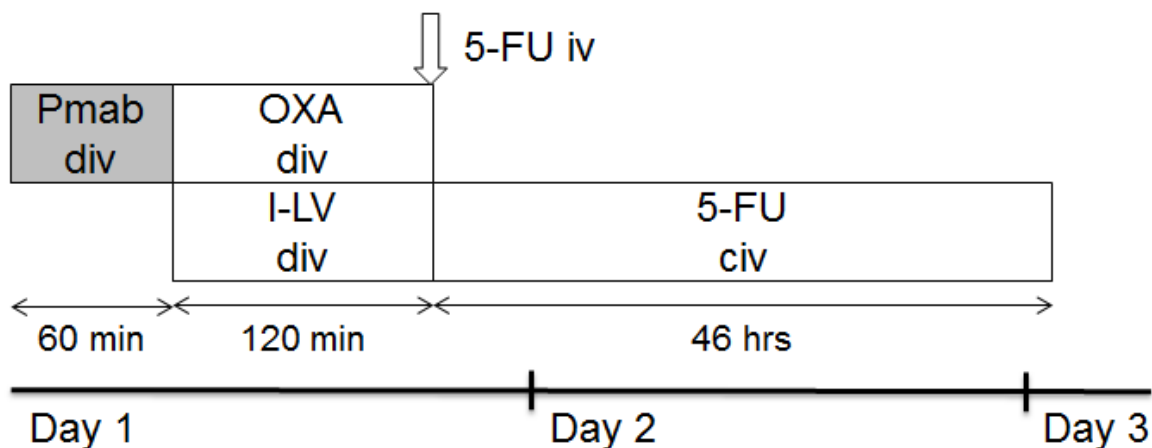 5-FU iv
Pmab
div
OXA
div
l-LV
div
5-FU
civ
60 min
120 min
46 hrs
Day 1
Day 2
Day 3